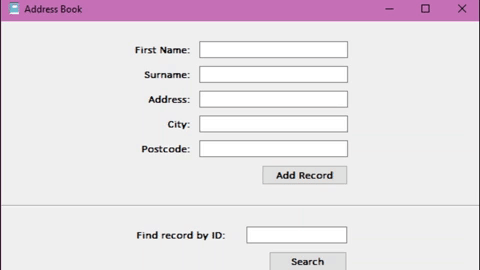 Address Book
First Name:
Surname:
Address:
City:
Postcode:
Add Record
Find record by ID:
Search